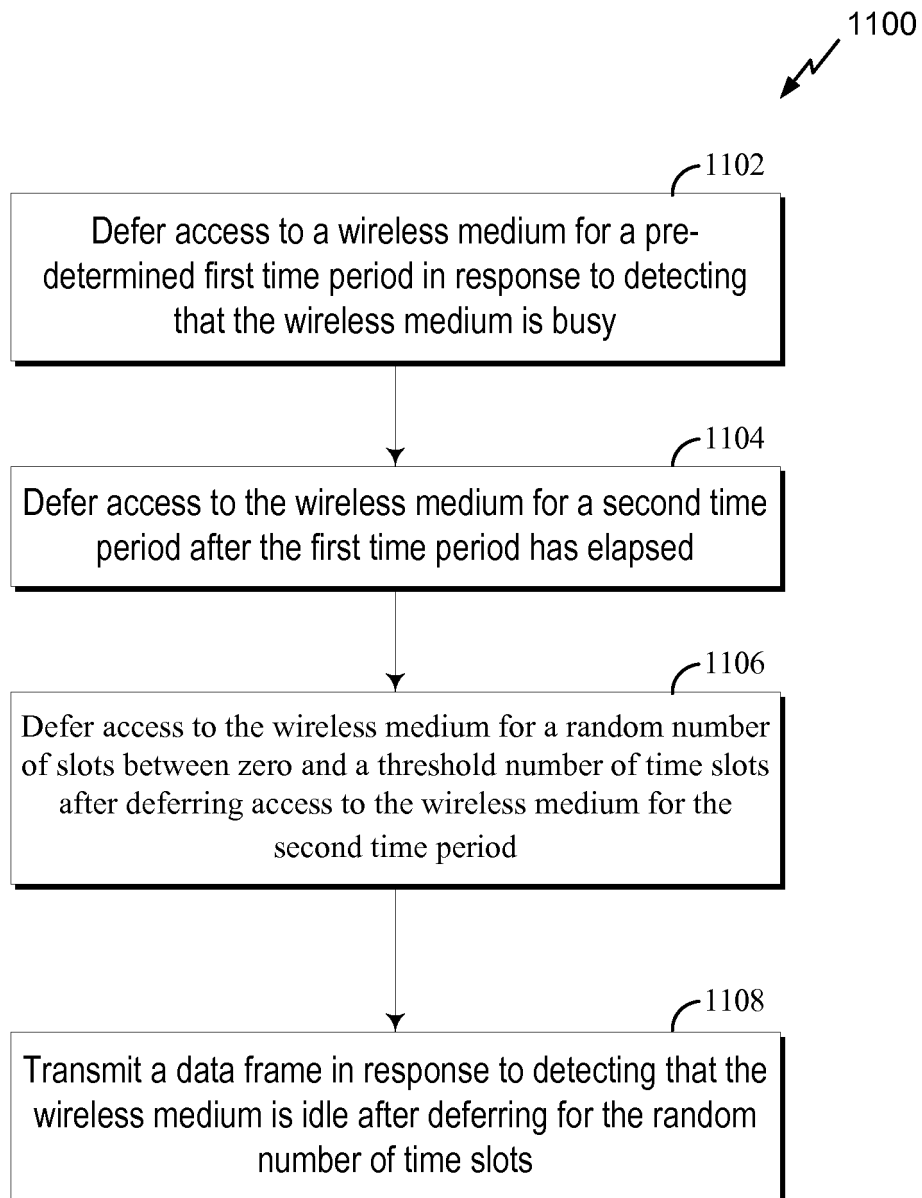 1100
1102
Defer access to a wireless medium for a pre-
determined first time period in response to detecting
that the wireless medium is busy
1104
Defer access to the wireless medium for a second time
period after the first time period has elapsed
1106
Defer access to the wireless medium for a random number
of slots between zero and a threshold number of time slots
after deferring access to the wireless medium for the
second time period
1108
Transmit a data frame in response to detecting that the
wireless medium is idle after deferring for the random
number of time slots